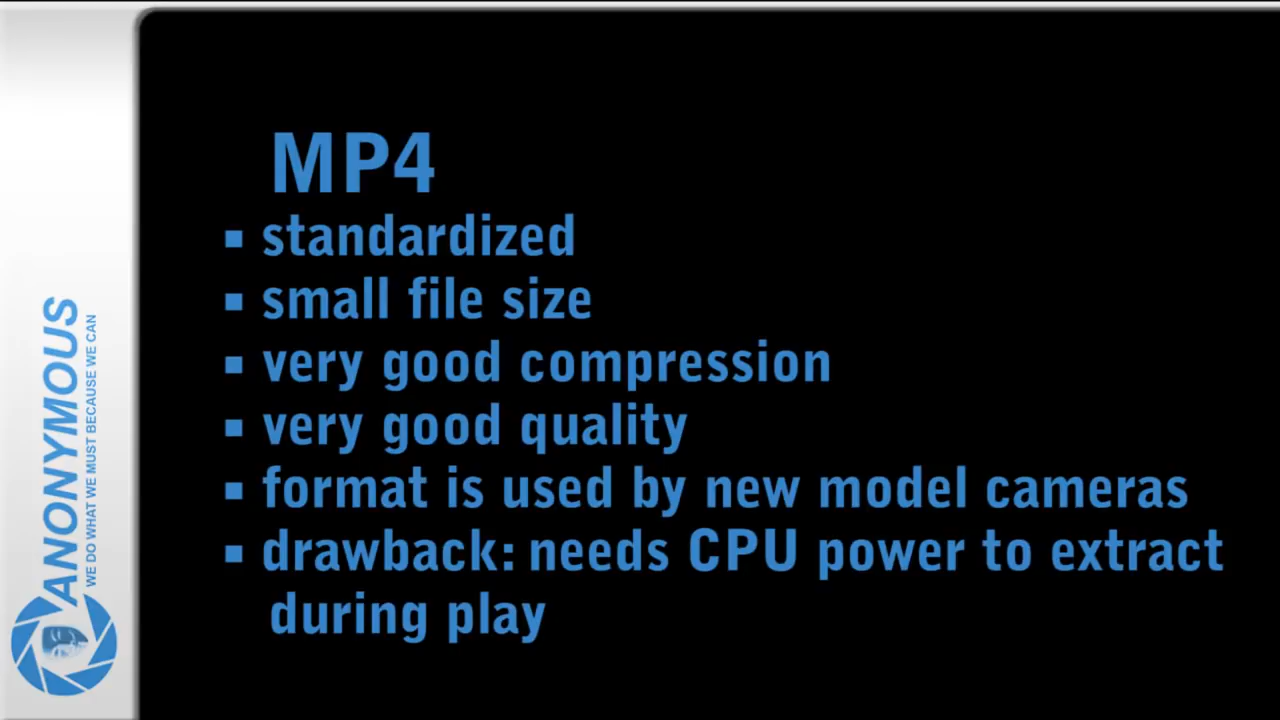 MP4
▪ standardized
▪ small file size
▪ very good compression
▪ very good quality
▪ format is used by new model cameras
▪ drawback: needs CPU power to extract
during play
ANONYMOUS
WE DO WHAT WE MUST BECAUSE WE CAN